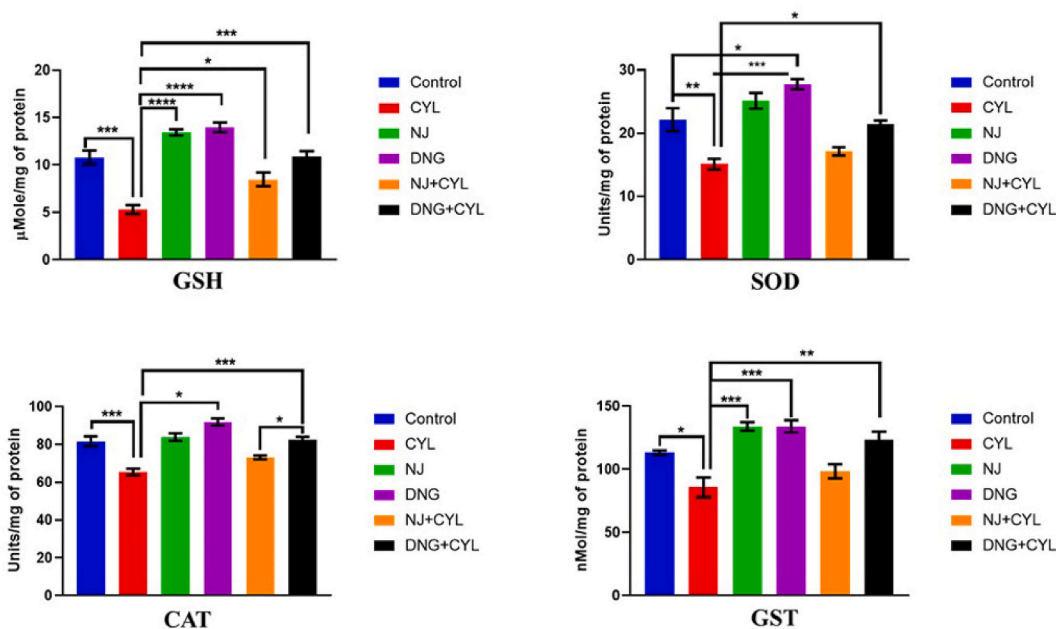 ***
*
****
****
***
20
15
10
5
0
μMole/mg of protein
GSH
Control
CYL
NJ
DNG
NJ+CYL
DNG+CYL
*
*
***
**
30
20
10
0
Units/mg of protein
SOD
Control
CYL
NJ
DNG
NJ+CYL
DNG+CYL
***
*
***
*
100
80
60
40
20
0
Units/mg of protein
CAT
Control
CYL
NJ
DNG
NJ+CYL
DNG+CYL
**
***
***
*
150
100
50
0
nMol/mg of protein
GST
Control
CYL
NJ
DNG
NJ+CYL
DNG+CYL